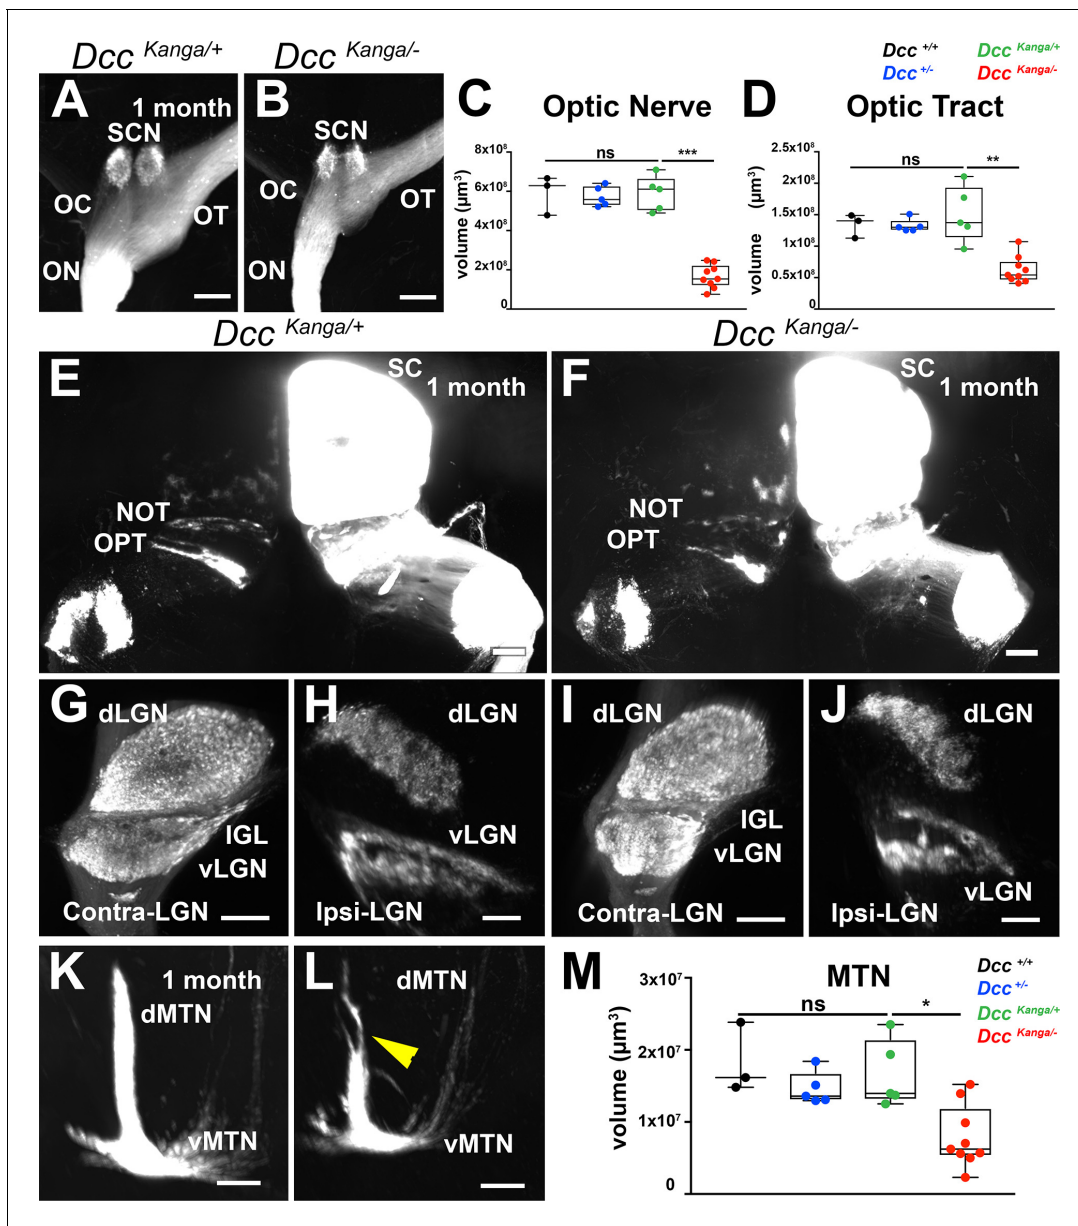 Dcc Kanga/+
Dcc Kanga/-
A
1 month
SCN
OC
OT
ON
B
SCN
OC
OT
ON
Dcc +/+
Dcc Kanga/+
Dcc +/-
Dcc Kanga/-
C
Optic Nerve
ns
***
8x10⁸
6x10⁸
4x10⁸
2x10⁸
0
volume (µm³)
D
Optic Tract
ns
**
2.5x10⁸
2x10⁸
1.5x10⁸
1x10⁸
0.5x10⁸
0
volume (µm³)
Dcc Kanga/+
Dcc Kanga/-
E
SC
1 month
NOT
OPT
F
SC
1 month
NOT
OPT
G
dLGN
IGL
vLGN
Contra-LGN
H
dLGN
vLGN
Ipsi-LGN
I
dLGN
IGL
vLGN
Contra-LGN
J
dLGN
vLGN
Ipsi-LGN
K
1 month
dMTN
vMTN
L
dMTN
vMTN
M
MTN
ns
*
3x10⁷
2x10⁷
1x10⁷
0
volume (µm³)
Dcc +/+
Dcc +/-
Dcc Kanga/+
Dcc Kanga/-